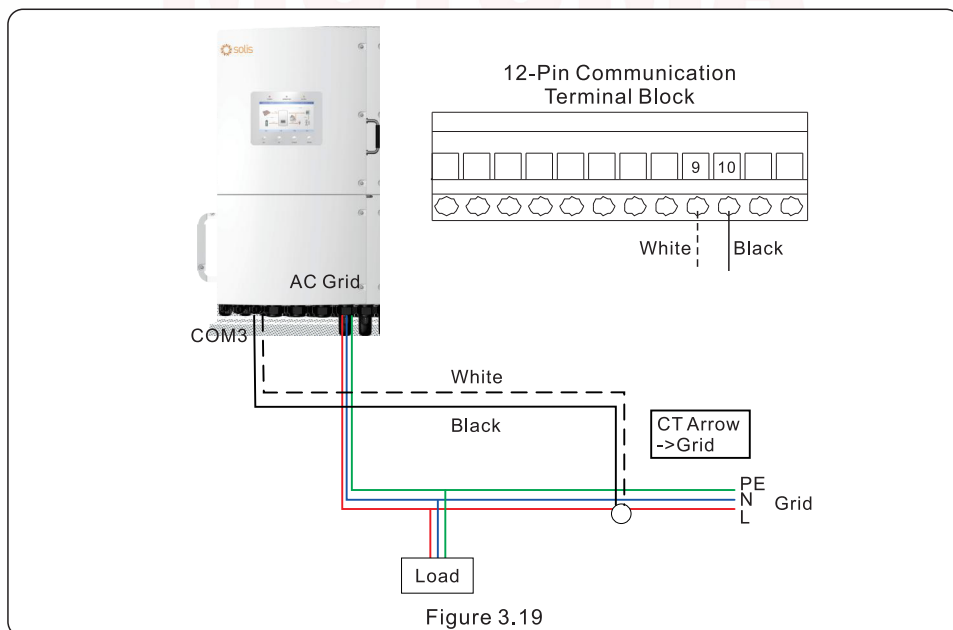 solis
12-Pin Communication
Terminal Block
9 10
White Black
AC Grid
COM3
White
Black
CT Arrow
->Grid
PE
N
Grid
L
Load
Figure 3.19